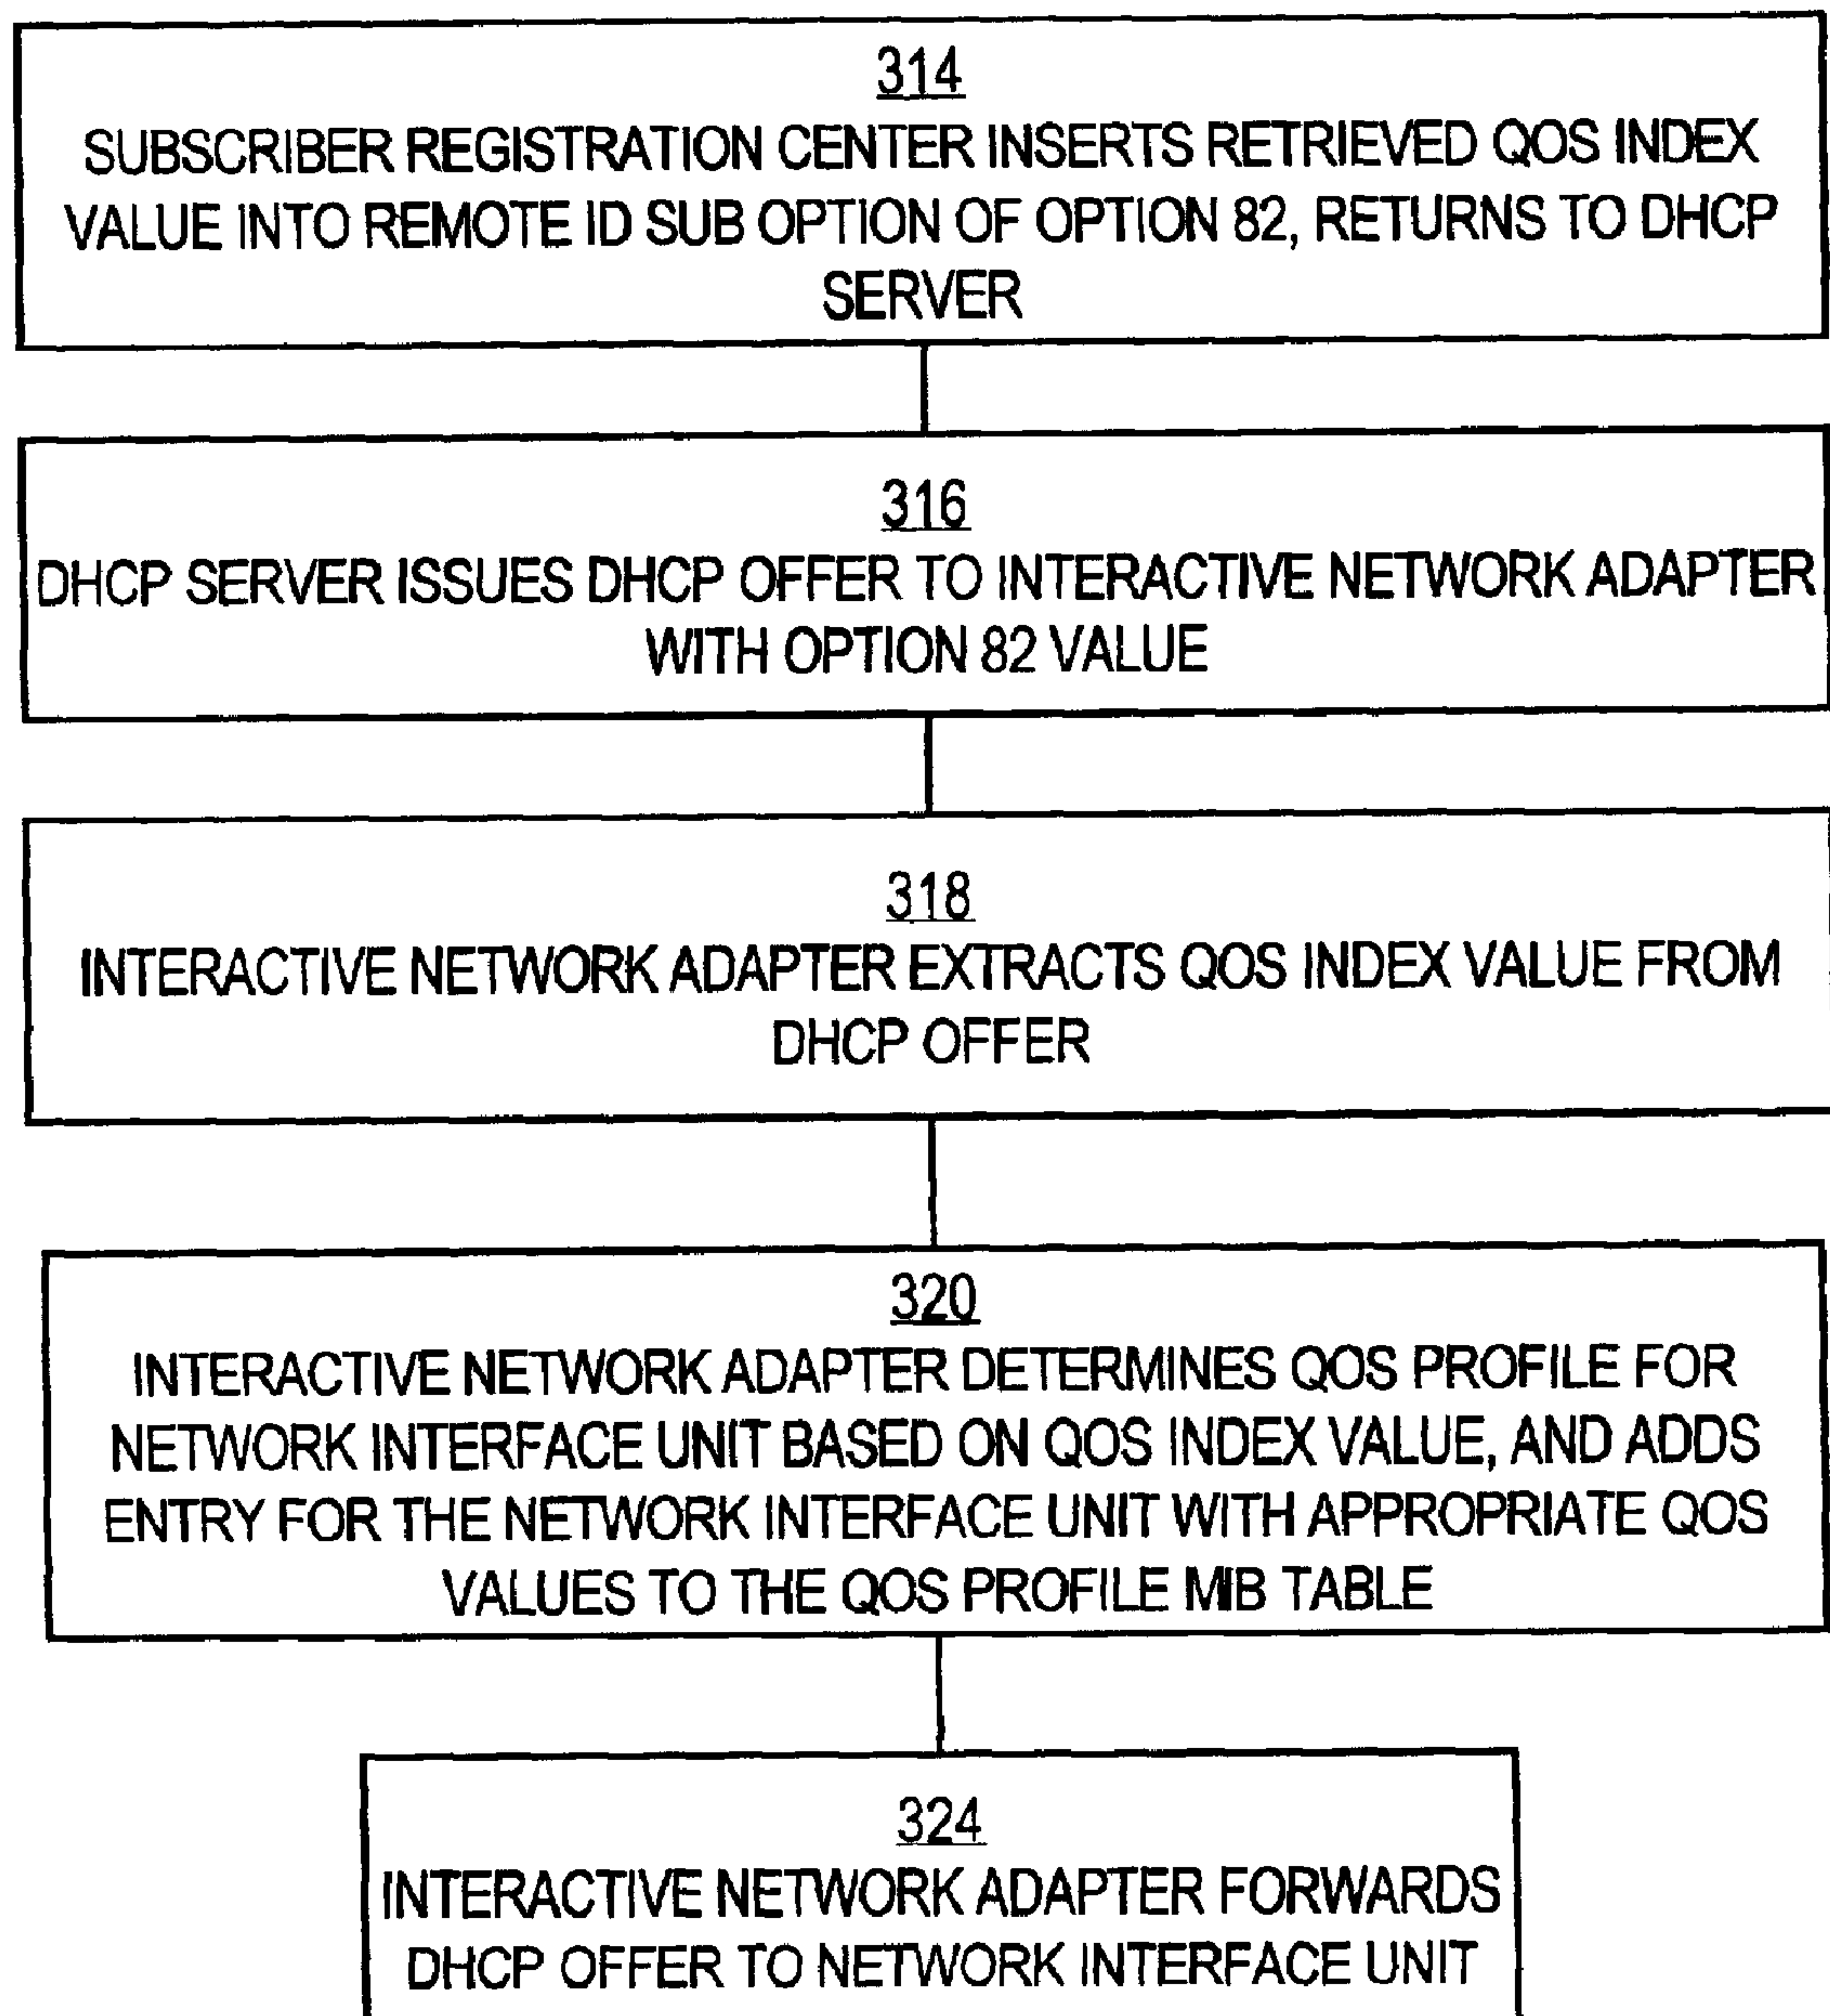 314
SUBSCRIBER REGISTRATION CENTER INSERTS RETRIEVED QOS INDEX
VALUE INTO REMOTE ID SUB OPTION OF OPTION 82, RETURNS TO DHCP
SERVER
316
DHCP SERVER ISSUES DHCP OFFER TO INTERACTIVE NETWORK ADAPTER
WITH OPTION 82 VALUE
318
INTERACTIVE NETWORK ADAPTER EXTRACTS QOS INDEX VALUE FROM
DHCP OFFER
320
INTERACTIVE NETWORK ADAPTER DETERMINES QOS PROFILE FOR
NETWORK INTERFACE UNIT BASED ON QOS INDEX VALUE, AND ADDS
ENTRY FOR THE NETWORK INTERFACE UNIT WITH APPROPRIATE QOS
VALUES TO THE QOS PROFILE MIB TABLE
324
INTERACTIVE NETWORK ADAPTER FORWARDS
DHCP OFFER TO NETWORK INTERFACE UNIT